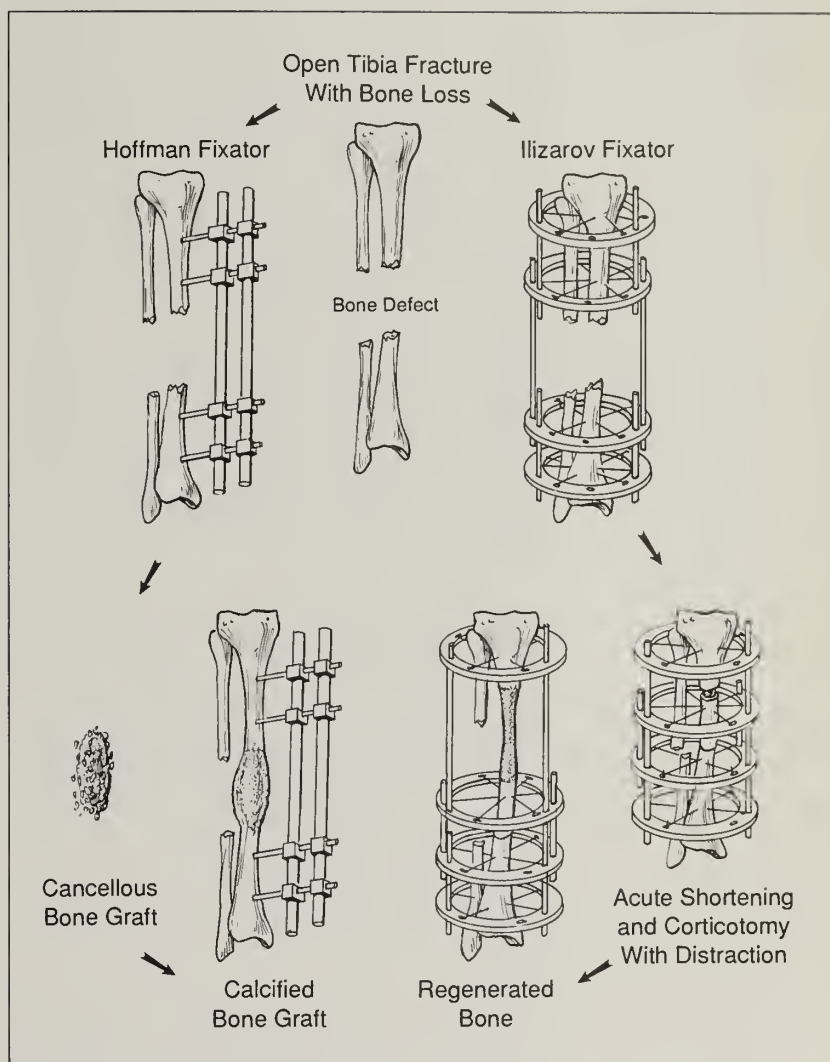 Open Tibia Fracture
With Bone Loss
Hoffman Fixator
Ilizarov Fixator
Bone Defect
Cancellous
Bone Graft
Calcified
Bone Graft
Regenerated
Bone
Acute Shortening
and Corticotomy
With Distraction